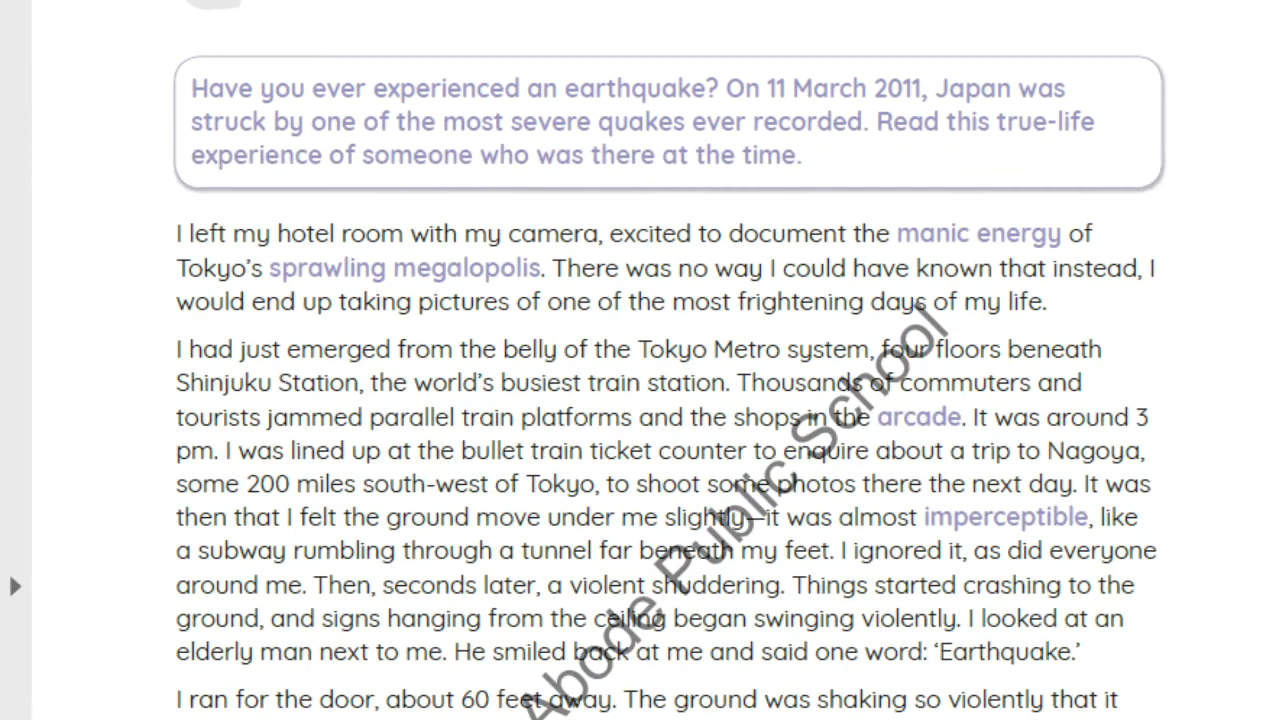 Have you ever experienced an earthquake? On 11 March 2011, Japan was
struck by one of the most severe quakes ever recorded. Read this true-life
experience of someone who was there at the time.
I left my hotel room with my camera, excited to document the manic energy of
Tokyo’s sprawling megalopolis. There was no way I could have known that instead, I
would end up taking pictures of one of the most frightening days of my life.
I had just emerged from the belly of the Tokyo Metro system, four floors beneath
Shinjuku Station, the world’s busiest train station. Thousands of commuters and
tourists jammed parallel train platforms and the shops in the arcade. It was around 3
pm. I was lined up at the bullet train ticket counter to enquire about a trip to Nagoya,
some 200 miles south-west of Tokyo, to shoot some photos there the next day. It was
then that I felt the ground move under me slightly—it was almost imperceptible, like
a subway rumbling through a tunnel far beneath my feet. I ignored it, as did everyone
around me. Then, seconds later, a violent shuddering. Things started crashing to the
ground, and signs hanging from the ceiling began swinging violently. I looked at an
elderly man next to me. He smiled back at me and said one word: ‘Earthquake.’
I ran for the door, about 60 feet away. The ground was shaking so violently that it
Abode Public School